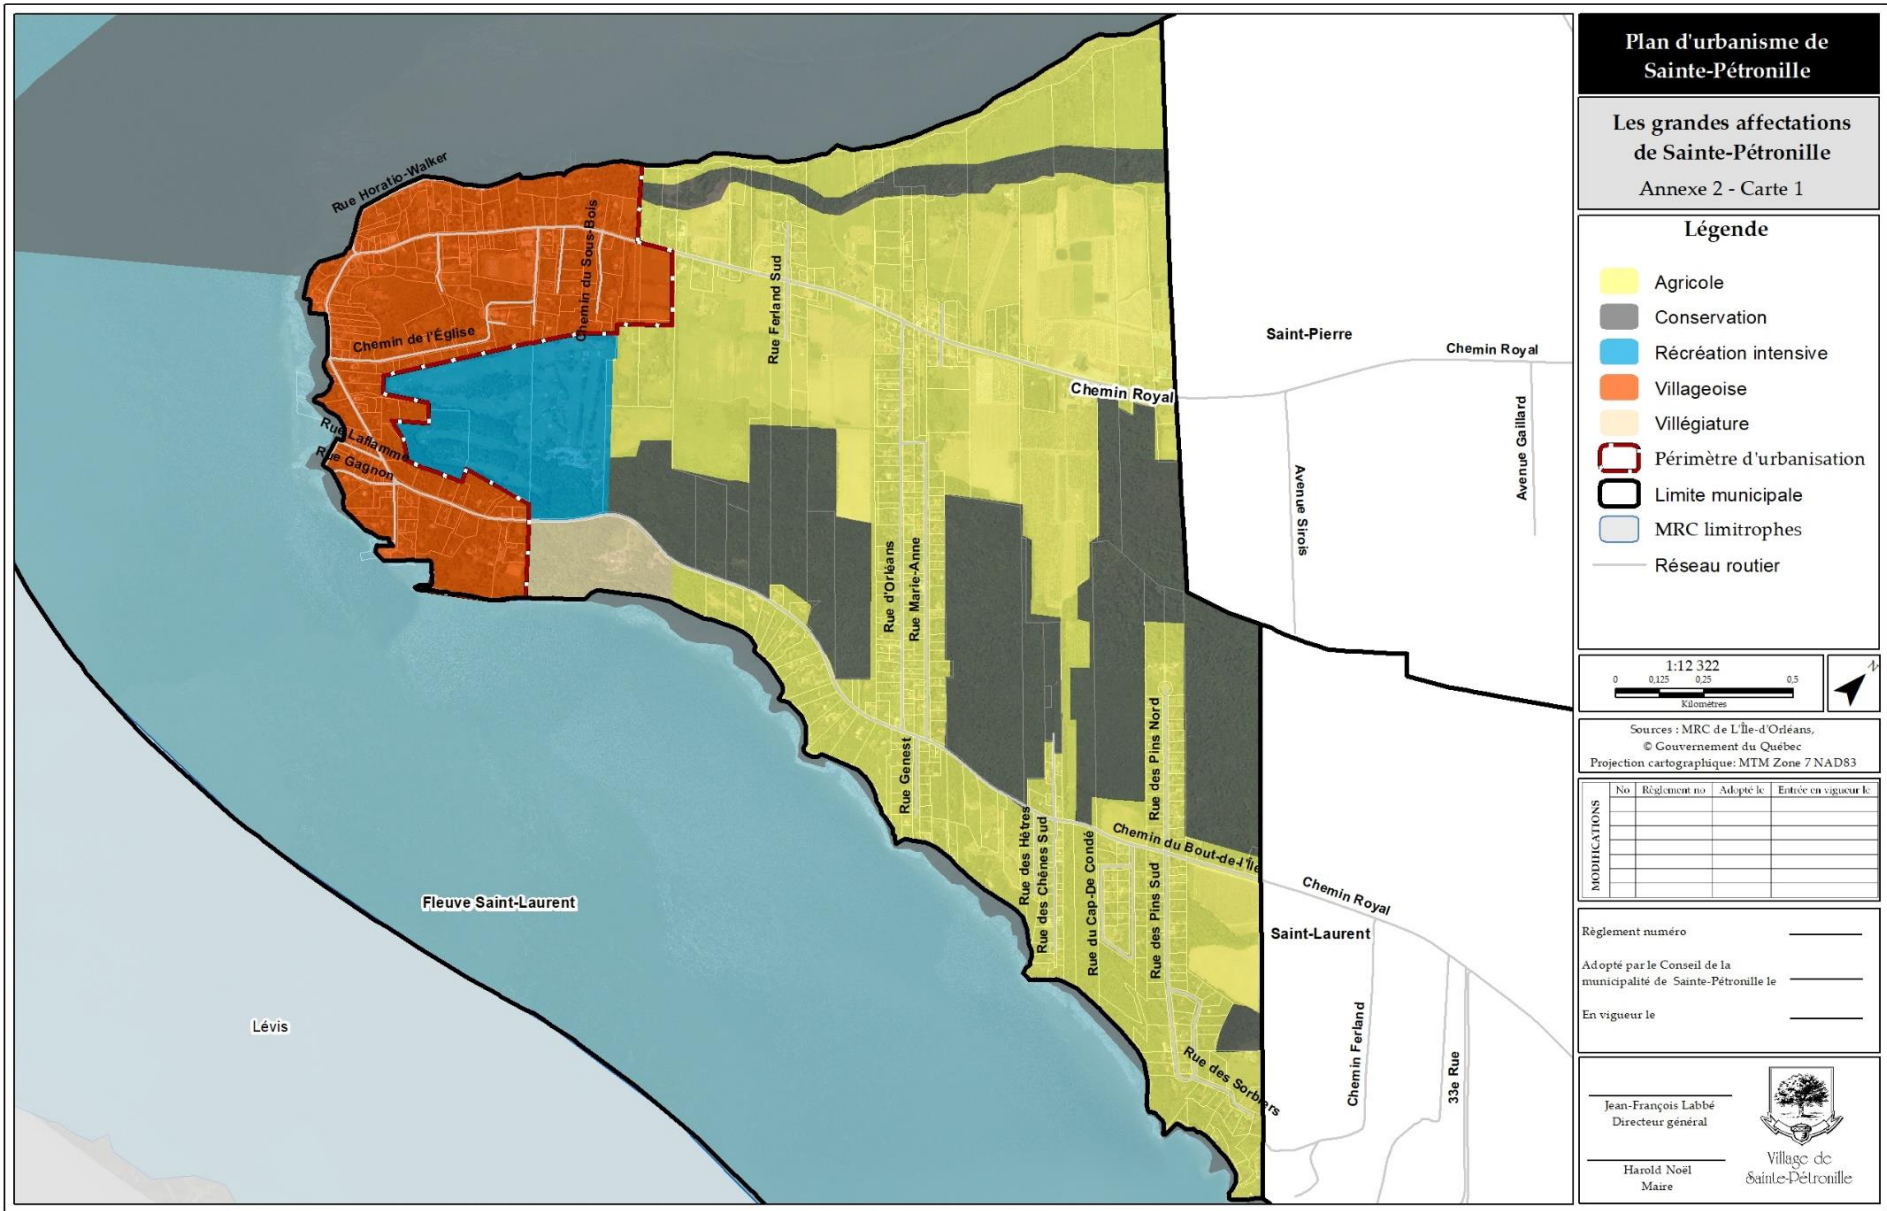 Plan d'urbanisme de
Sainte-Pétronille
Les grandes affectations
de Sainte-Pétronille
Annexe 2 - Carte 1
Légende
Agricole
Conservation
Récréation intensive
Villageoise
Villégiature
Périmètre d'urbanisation
Limite municipale
MRC limitrophes
Réseau routier
1:12 322
0 0,125 0,25 0,5
Kilomètres
N
Sources : MRC de L'Île-d'Orléans,
© Gouvernement du Québec
Projection cartographique: MTM Zone 7 NAD83
MODIFICATIONS
No Règlement no Adopté le Entrée en vigueur le
Règlement numéro
Adopté par le Conseil de la
municipalité de Sainte-Pétronille le
En vigueur le
Jean-François Labbé
Directeur général
Harold Noël
Maire
Village de
Sainte-Pétronille
Rue Horatio-Walker
Chemin du Sous-Bois
Chemin de l'Église
Rue Laflamme
Rue Gagnon
Rue Ferland Sud
Chemin Royal
Saint-Pierre
Chemin Royal
Avenue Sirois
Avenue Gaillard
Rue d'Orléans
Rue Marie-Anne
Rue Genest
Rue des Pins Nord
Rue des Hêtres
Rue des Chênes Sud
Rue du Cap-De Condé
Rue des Pins Sud
Chemin du Bout-de-l'Île
Chemin Royal
Saint-Laurent
Chemin Ferland
33e Rue
Rue des Sorbiers
Fleuve Saint-Laurent
Lévis